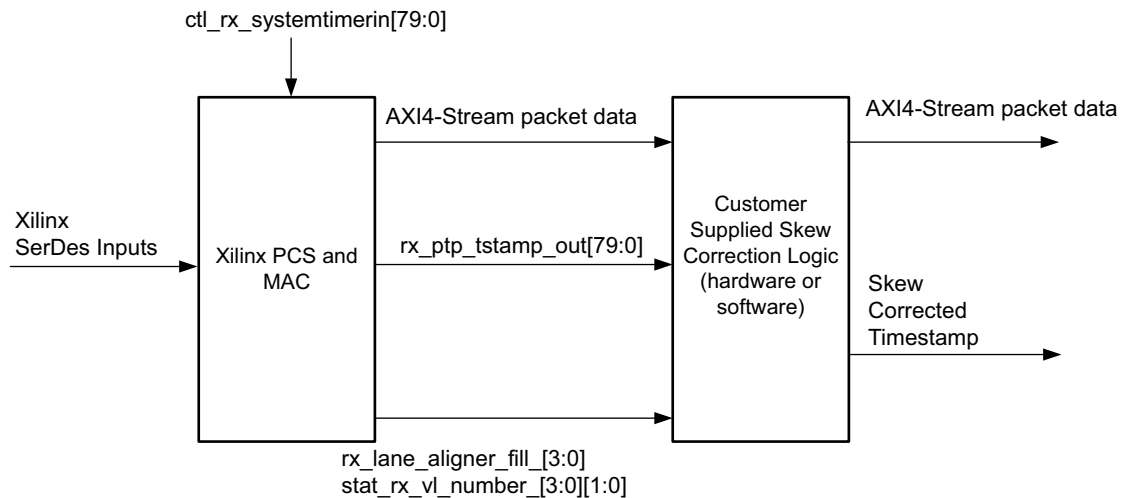 ctl_rx_systemtimerin[79:0]
AXI4-Stream packet data
AXI4-Stream packet data
Xilinx
SerDes Inputs
Xilinx PCS and
MAC
rx_ptp_tstamp_out[79:0]
Customer
Supplied Skew
Correction Logic
(hardware or
software)
Skew
Corrected
Timestamp
rx_lane_aligner_fill_[3:0]
stat_rx_vl_number_[3:0][1:0]